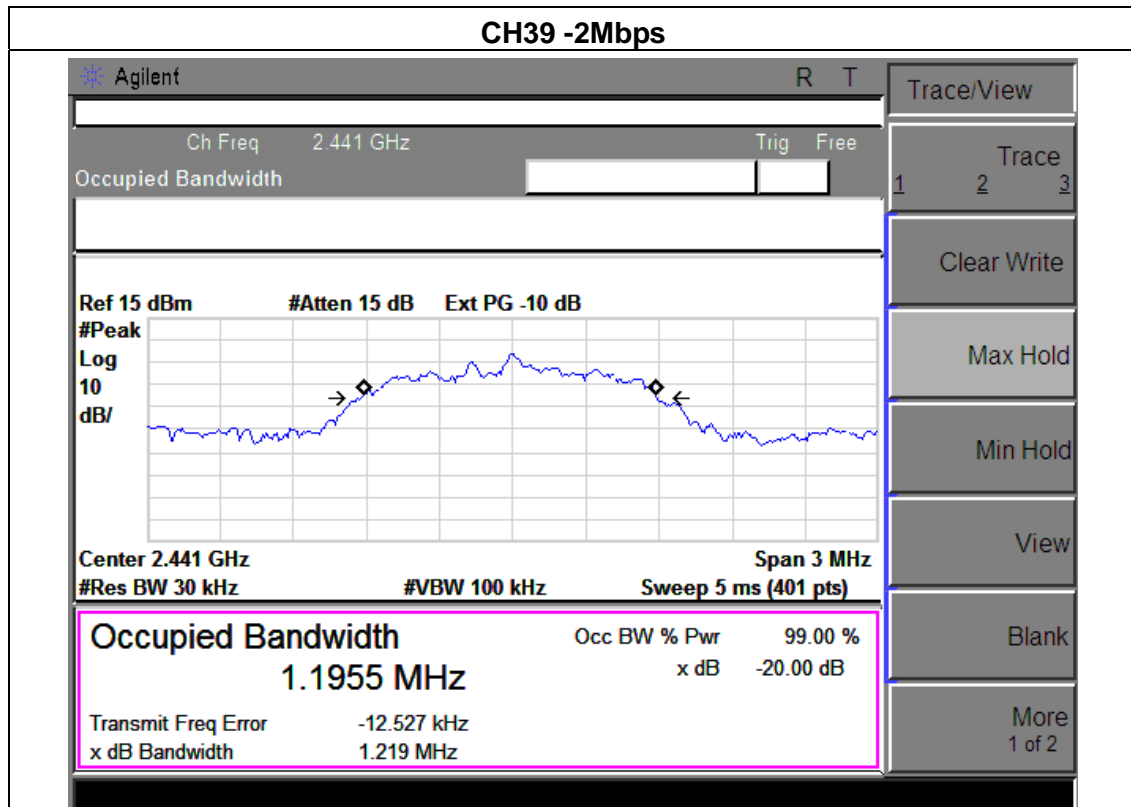 CH39 -2Mbps
Agilent R T
Ch Freq 2.441 GHz Trig Free
Occupied Bandwidth
Ref 15 dBm #Atten 15 dB Ext PG -10 dB
#Peak
Log
10
dB/
Center 2.441 GHz Span 3 MHz
#Res BW 30 kHz #VBW 100 kHz Sweep 5 ms (401 pts)
Occupied Bandwidth Occ BW % Pwr 99.00 %
1.1955 MHz x dB -20.00 dB
Transmit Freq Error -12.527 kHz
x dB Bandwidth 1.219 MHz
Trace/View
Trace
1 2 3
Clear Write
Max Hold
Min Hold
View
Blank
More
1 of 2